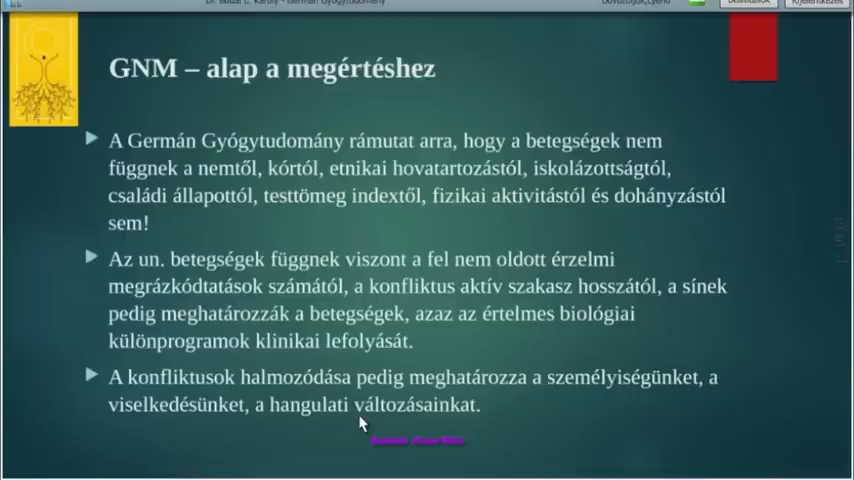 GNM – alap a megértéshez
A Germán Gyógytudomány rámutat arra, hogy a betegségek nem
függnek a nemtől, kórtól, etnikai hovatartozástól, iskolázottságtól,
családi állapottól, testtömeg indextől, fizikai aktivitástól és dohányzástól
sem!
Az un. betegségek függnek viszont a fel nem oldott érzelmi
megrázkódtatások számától, a konfliktus aktív szakasz hosszától, a sínek
pedig meghatározzák a betegségek, azaz az értelmes biológiai
különprogramok klinikai lefolyását.
A konfliktusok halmozódása pedig meghatározza a személyiségünket, a
viselkedésünket, a hangulati változásainkat.